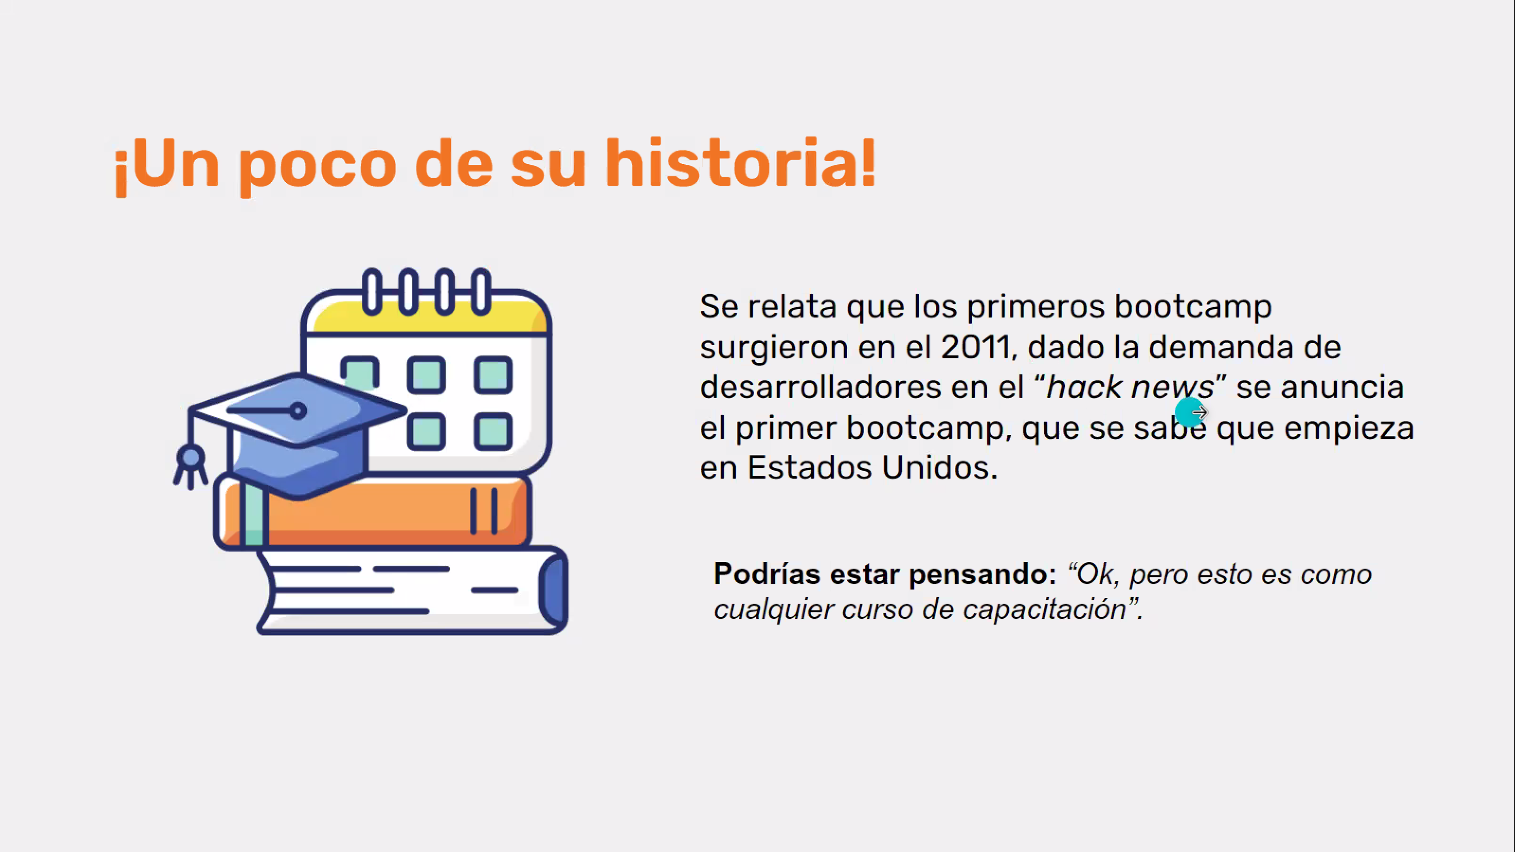 ¡Un poco de su historia!
Se relata que los primeros bootcamp
surgieron en el 2011, dado la demanda de
desarrolladores en el “hack news” se anuncia
el primer bootcamp, que se sabe que empieza
en Estados Unidos.
Podrías estar pensando: “Ok, pero esto es como
cualquier curso de capacitación”.